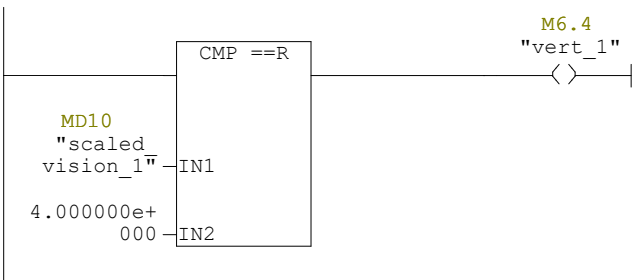 M6.4
"vert_1"
CMP ==R
MD10
"scaled_
vision_1"
IN1
4.000000e+
000
IN2